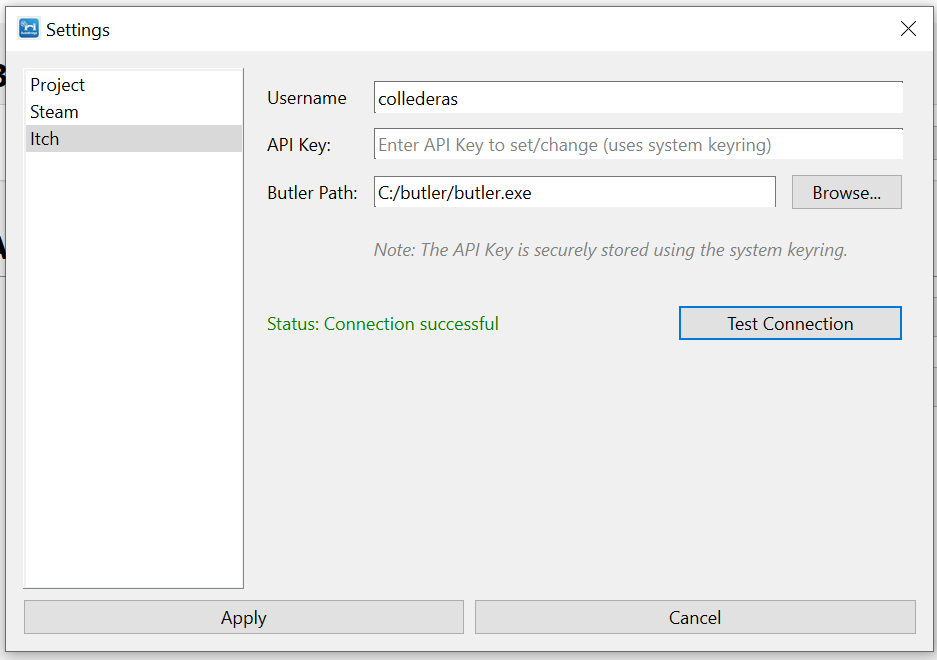 Settings
Project
Steam
Itch
Username
collederas
API Key:
Enter API Key to set/change (uses system keyring)
Butler Path:
C:/butler/butler.exe
Browse...
Note: The API Key is securely stored using the system keyring.
Status: Connection successful
Test Connection
Apply
Cancel